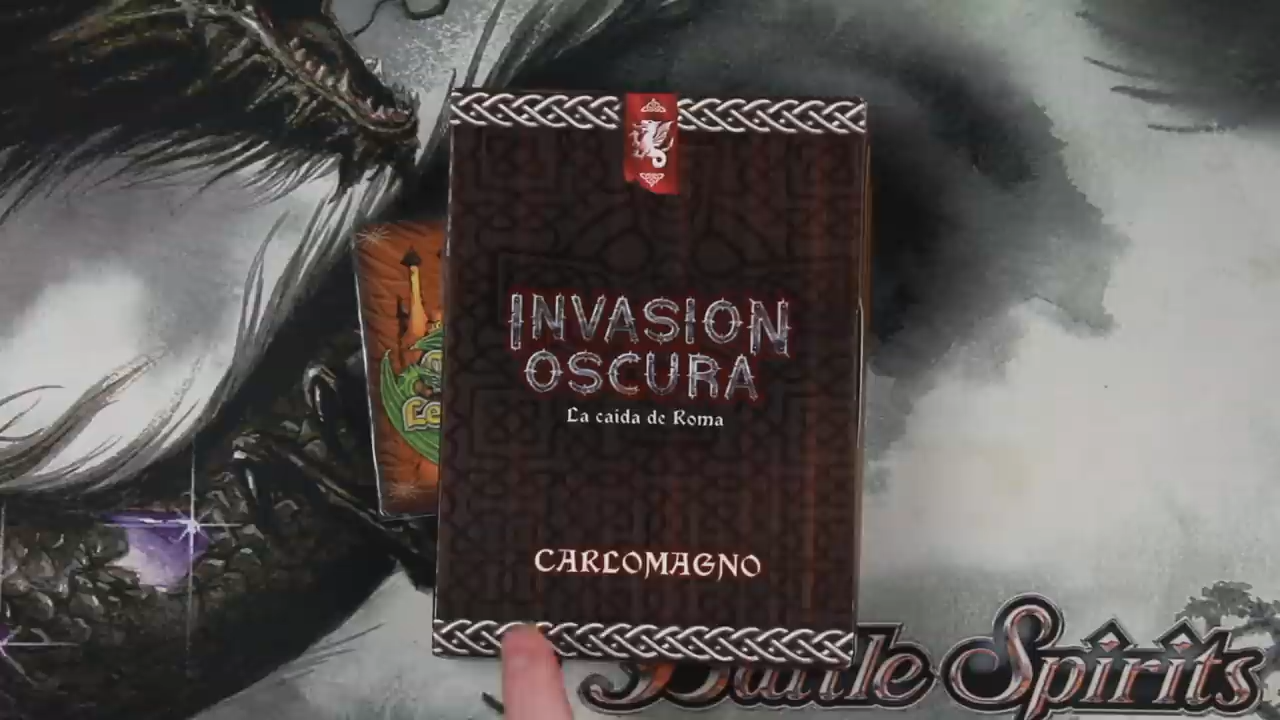 INVASION
OSCURA
La caida de Roma
CARLOMAGNO
Battle Spirits